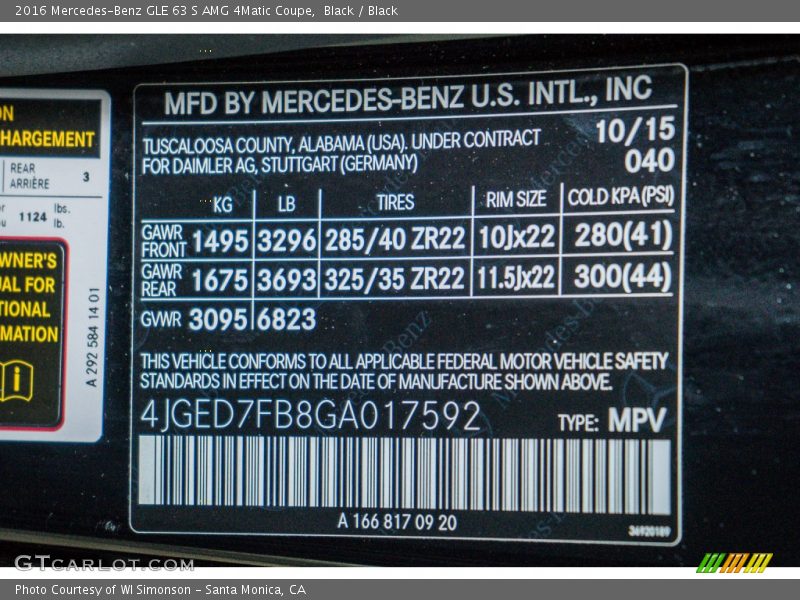 2016 Mercedes-Benz GLE 63 S AMG 4Matic Coupe,  Black / Black
HARGEMENT
REAR
ARRIÈRE
3
1124 lbs.
lb.
WNER'S
UAL FOR
TIONAL
MATION
A 292 584 14 01
MFD BY MERCEDES-BENZ U.S. INTL., INC
TUSCALOOSA COUNTY, ALABAMA (USA). UNDER CONTRACT
FOR DAIMLER AG, STUTTGART (GERMANY)
10/15
040
KG LB TIRES RIM SIZE COLD KPA (PSI)
GAWR FRONT 1495 3296 285/40 ZR22 10Jx22 280(41)
GAWR REAR 1675 3693 325/35 ZR22 11.5Jx22 300(44)
GVWR 3095 6823
THIS VEHICLE CONFORMS TO ALL APPLICABLE FEDERAL MOTOR VEHICLE SAFETY
STANDARDS IN EFFECT ON THE DATE OF MANUFACTURE SHOWN ABOVE.
4JGED7FB8GA017592
TYPE: MPV
A 166 817 09 20
36920189
GTCARLOT.COM
Photo Courtesy of WI Simonson - Santa Monica, CA